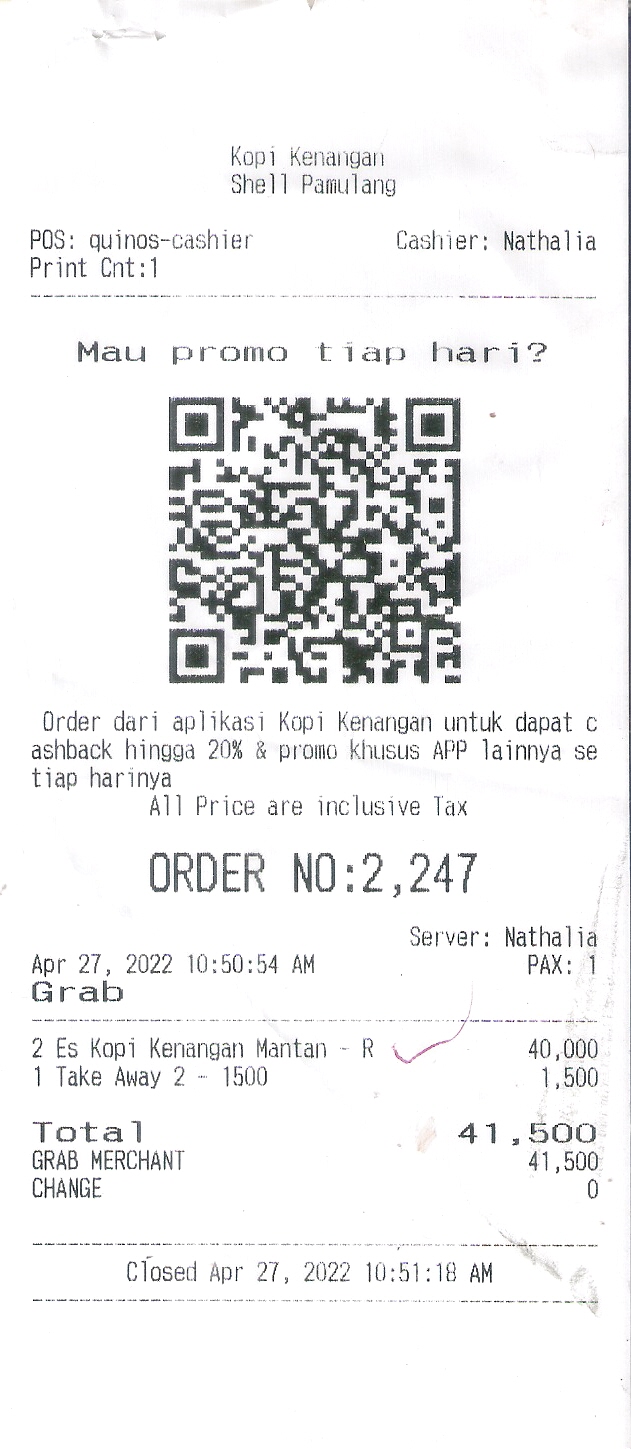 Kopi Kenangan
Shell Pamulang
POS: quinos-cashier Cashier: Nathalia
Print Cnt:1
Mau promo tiap hari?
Order dari aplikasi Kopi Kenangan untuk dapat c
ashback hingga 20% & promo khusus APP lainnya se
tiap harinya
All Price are inclusive Tax
ORDER NO:2,247
Server: Nathalia
Apr 27, 2022 10:50:54 AM PAX: 1
Grab
2 Es Kopi Kenangan Mantan - R 40,000
1 Take Away 2 - 1500 1,500
Total 41,500
GRAB MERCHANT 41,500
CHANGE 0
Closed Apr 27, 2022 10:51:18 AM